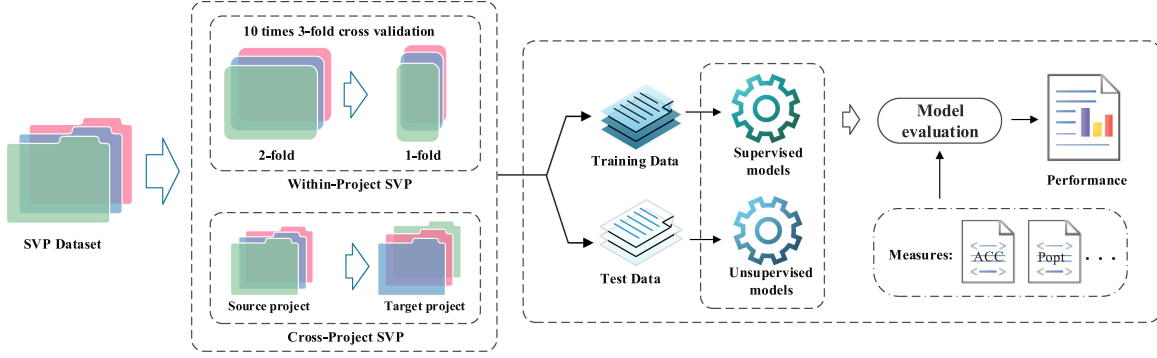 SVP Dataset
10 times 3-fold cross validation
2-fold
1-fold
Within-Project SVP
Source project
Target project
Cross-Project SVP
Training Data
Test Data
Supervised
models
Unsupervised
models
Model
evaluation
Performance
Measures:
ACC
Popt
· · ·